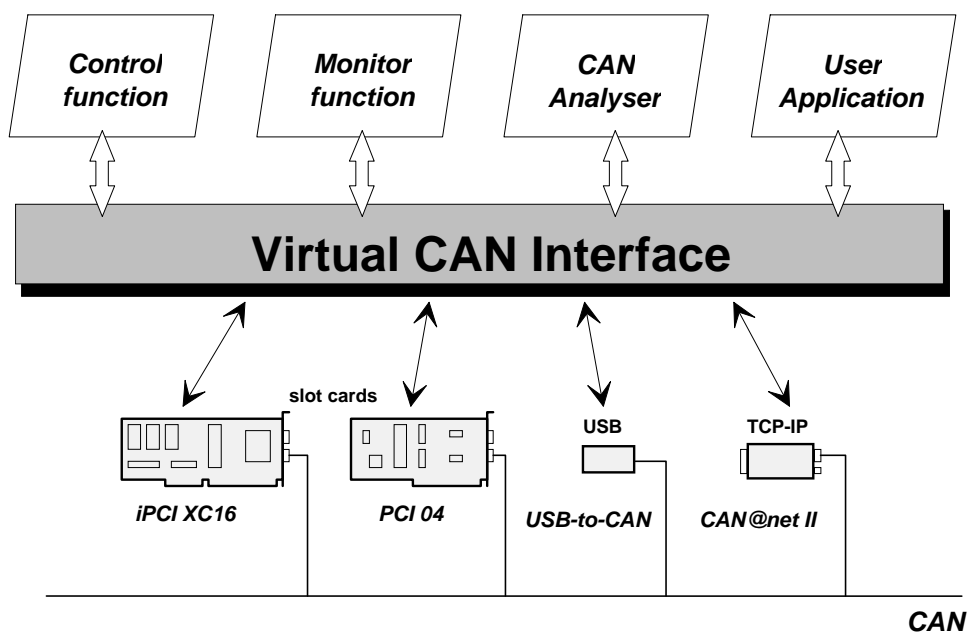 Control
function
Monitor
function
CAN
Analyser
User
Application
Virtual CAN Interface
slot cards
USB
TCP-IP
iPCI XC16
PCI 04
USB-to-CAN
CAN@net II
CAN